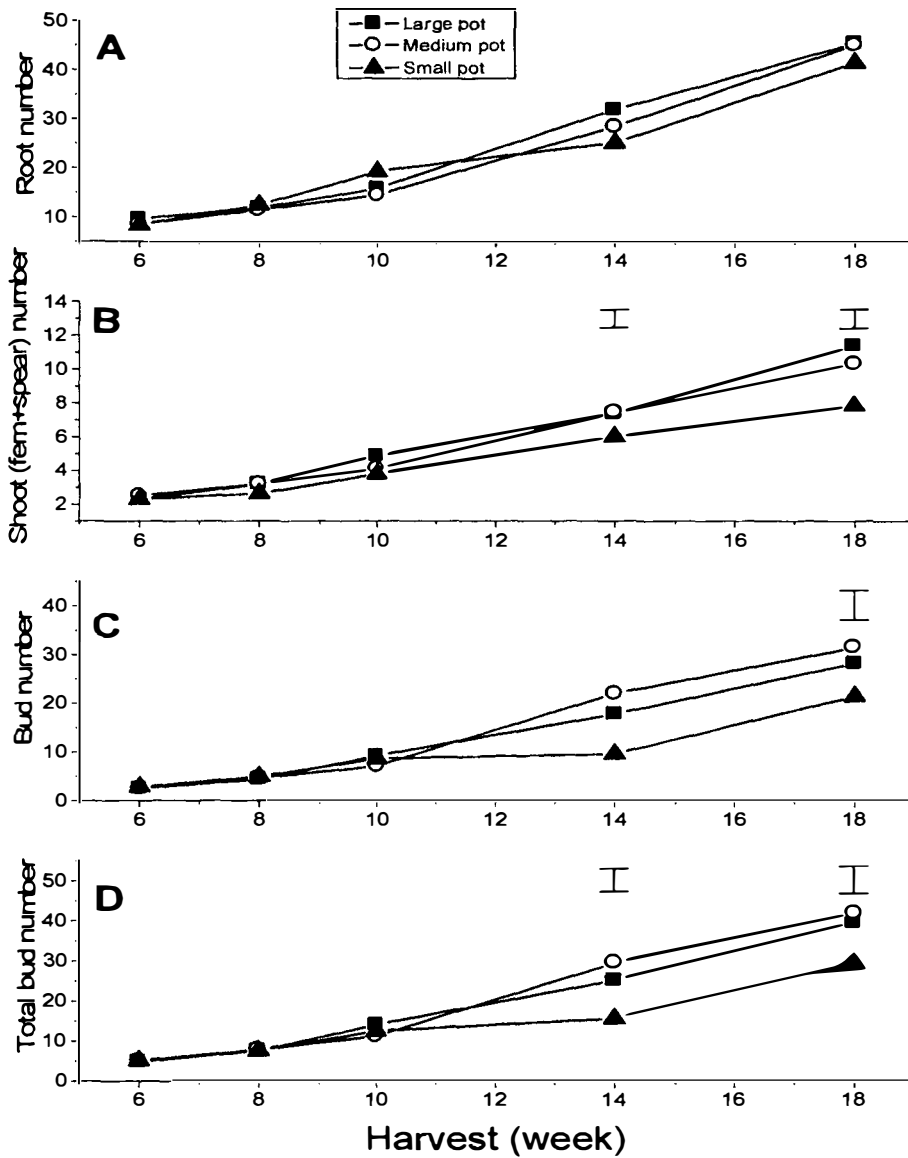 A
Large pot
Medium pot
Small pot
Root number
50
40
30
20
10
6 8 10 12 14 16 18
B
Shoot (fern+spear) number
14
12
10
8
6
4
2
6 8 10 12 14 16 18
C
Bud number
40
30
20
10
0
6 8 10 12 14 16 18
D
Total bud number
50
40
30
20
10
0
6 8 10 12 14 16 18
Harvest (week)